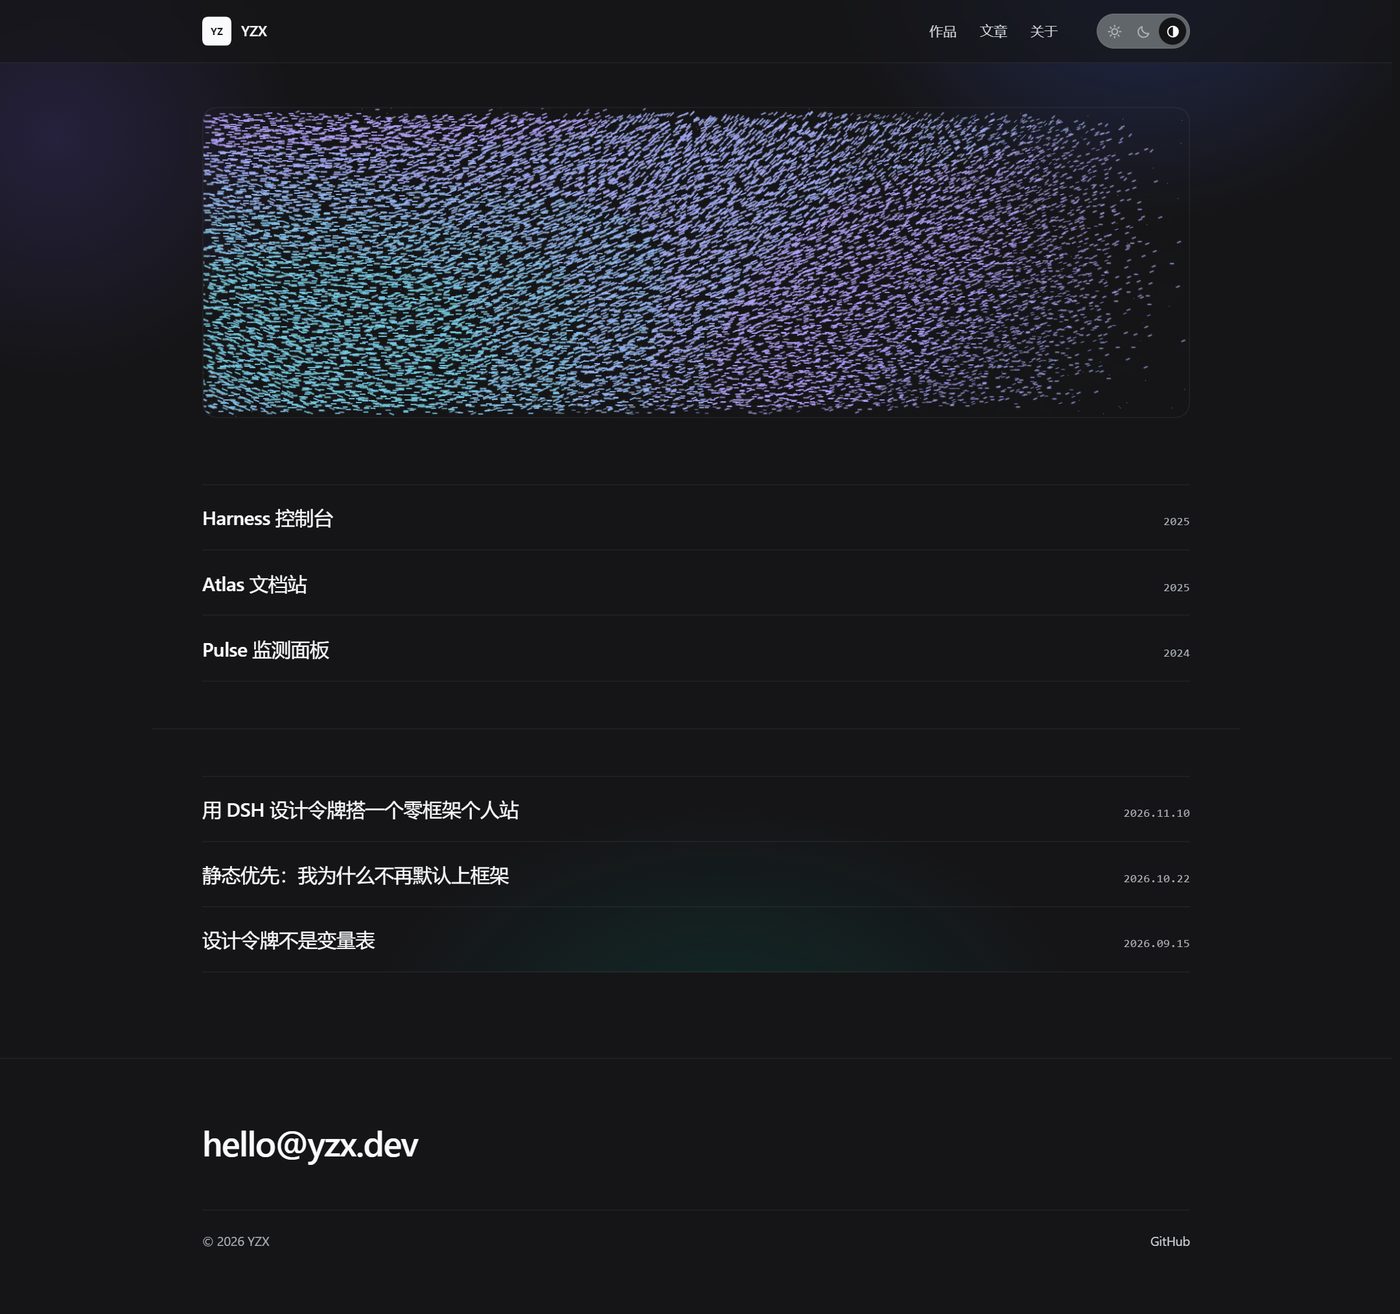 YZ YZX 作品 文章 关于
Harness 控制台 2025
Atlas 文档站 2025
Pulse 监测面板 2024
用 DSH 设计令牌搭一个零框架个人站 2026.11.10
静态优先：我为什么不再默认上框架 2026.10.22
设计令牌不是变量表 2026.09.15
hello@yzx.dev
© 2026 YZX GitHub